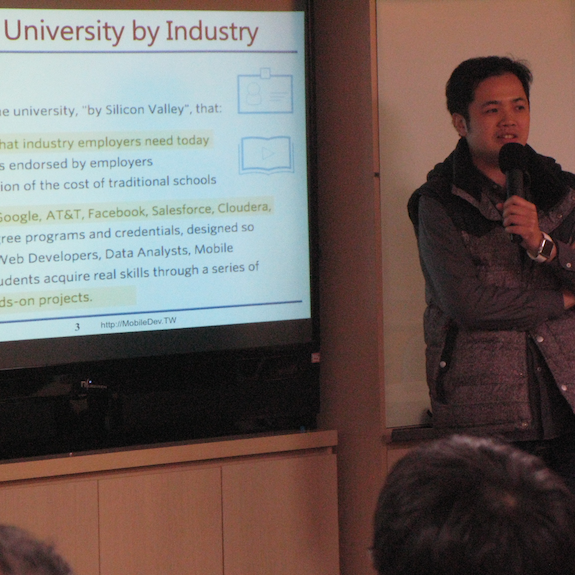 University by Industry
university, "by Silicon Valley", that:
hat industry employers need today
s endorsed by employers
ion of the cost of traditional schools
Google, AT&T, Facebook, Salesforce, Cloudera,
ree programs and credentials, designed so
Web Developers, Data Analysts, Mobile
udents acquire real skills through a series of
ds-on projects.
3 http://MobileDev.TW